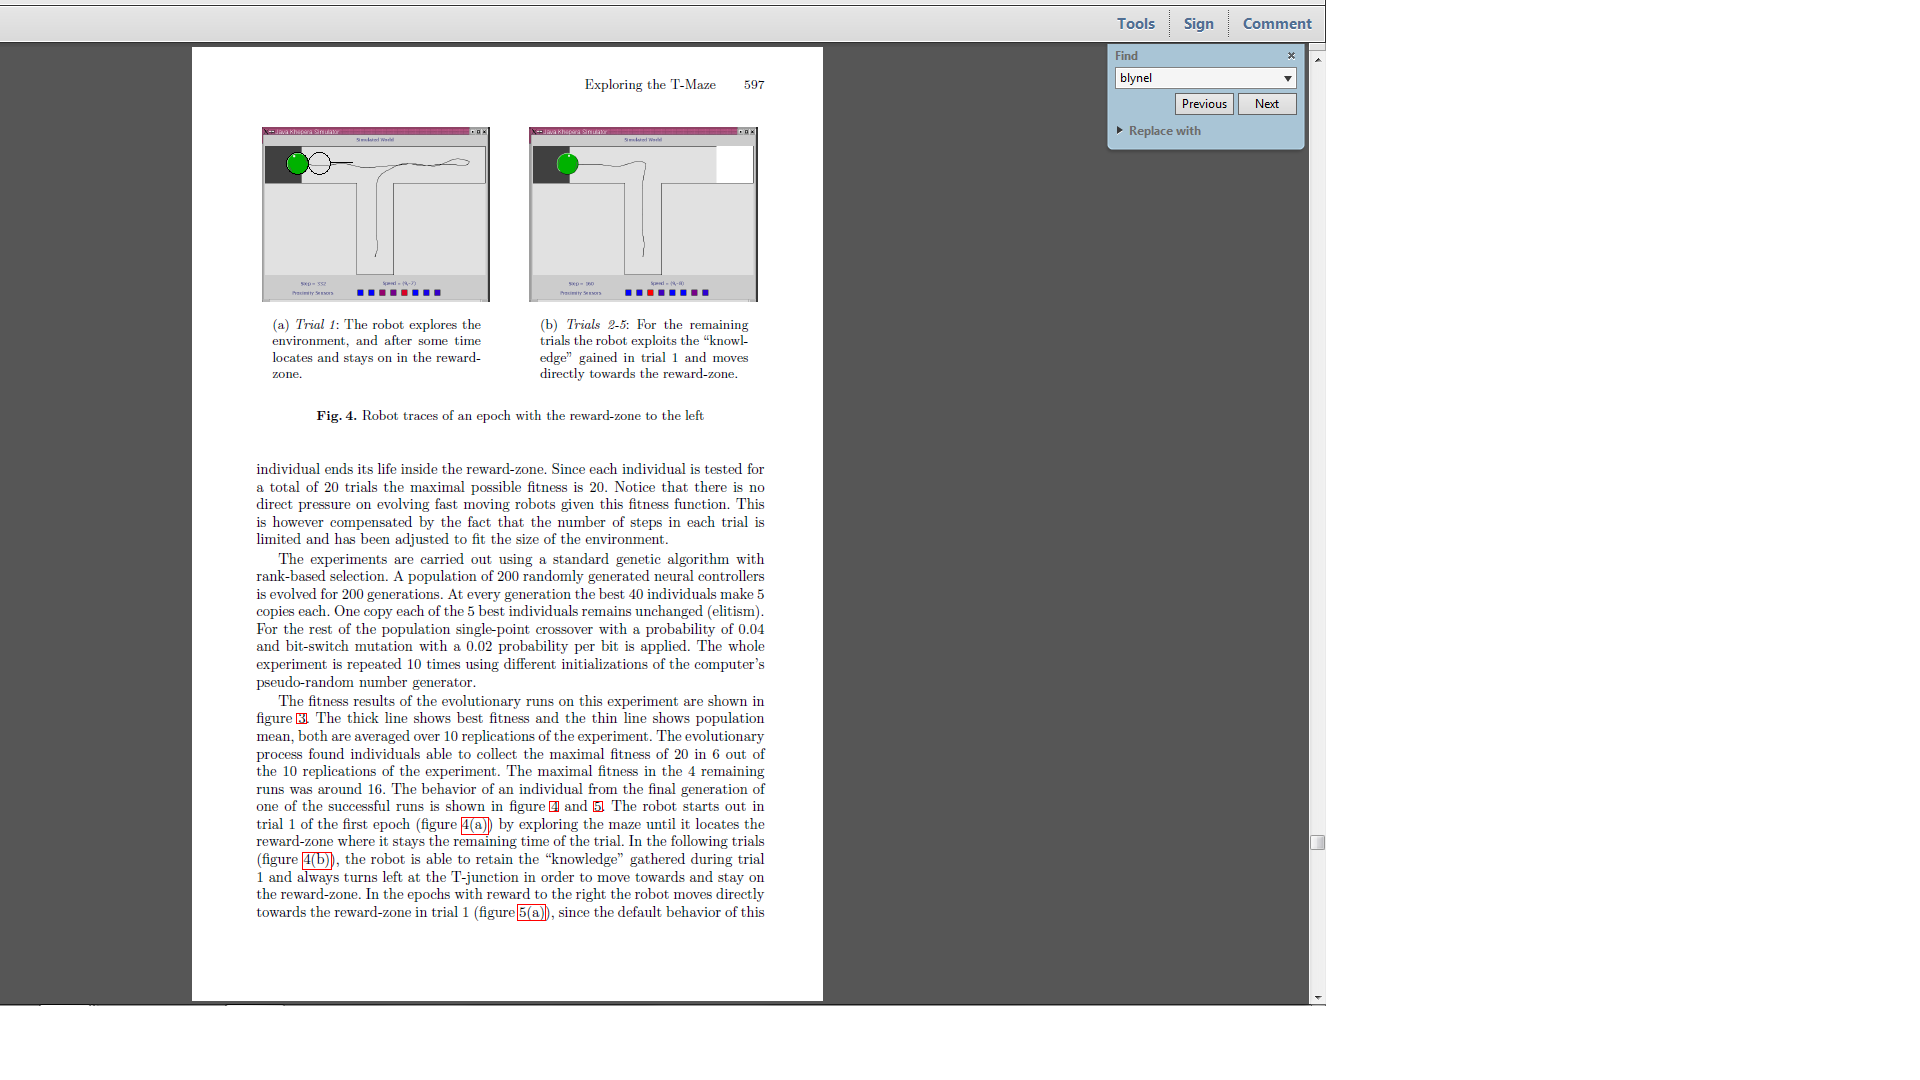 Tools Sign Comment
Find
blynel
Previous Next
Replace with
Exploring the T-Maze 597
Java Khepera Simulator
Simulated World
Step = 332 Speed = (6,-7)
Proximity Sensors
Java Khepera Simulator
Simulated World
Step = 360
Proximity Sensors
(a) Trial 1: The robot explores the
environment, and after some time
locates and stays on in the reward-
zone.
(b) Trials 2-5: For the remaining
trials the robot exploits the “knowl-
edge” gained in trial 1 and moves
directly towards the reward-zone.
Fig. 4. Robot traces of an epoch with the reward-zone to the left
individual ends its life inside the reward-zone. Since each individual is tested for
a total of 20 trials the maximal possible fitness is 20. Notice that there is no
direct pressure on evolving fast moving robots given this fitness function. This
is however compensated by the fact that the number of steps in each trial is
limited and has been adjusted to fit the size of the environment.
The experiments are carried out using a standard genetic algorithm with
rank-based selection. A population of 200 randomly generated neural controllers
is evolved for 200 generations. At every generation the best 40 individuals make 5
copies each. One copy each of the 5 best individuals remains unchanged (elitism).
For the rest of the population single-point crossover with a probability of 0.04
and bit-switch mutation with a 0.02 probability per bit is applied. The whole
experiment is repeated 10 times using different initializations of the computer’s
pseudo-random number generator.
The fitness results of the evolutionary runs on this experiment are shown in
figure 3. The thick line shows best fitness and the thin line shows population
mean, both are averaged over 10 replications of the experiment. The evolutionary
process found individuals able to collect the maximal fitness of 20 in 6 out of
the 10 replications of the experiment. The maximal fitness in the 4 remaining
runs was around 16. The behavior of an individual from the final generation of
one of the successful runs is shown in figure 4 and 5. The robot starts out in
trial 1 of the first epoch (figure 4(a)) by exploring the maze until it locates the
reward-zone where it stays the remaining time of the trial. In the following trials
(figure 4(b)), the robot is able to retain the “knowledge” gathered during trial
1 and always turns left at the T-junction in order to move towards and stay on
the reward-zone. In the epochs with reward to the right the robot moves directly
towards the reward-zone in trial 1 (figure 5(a)), since the default behavior of this